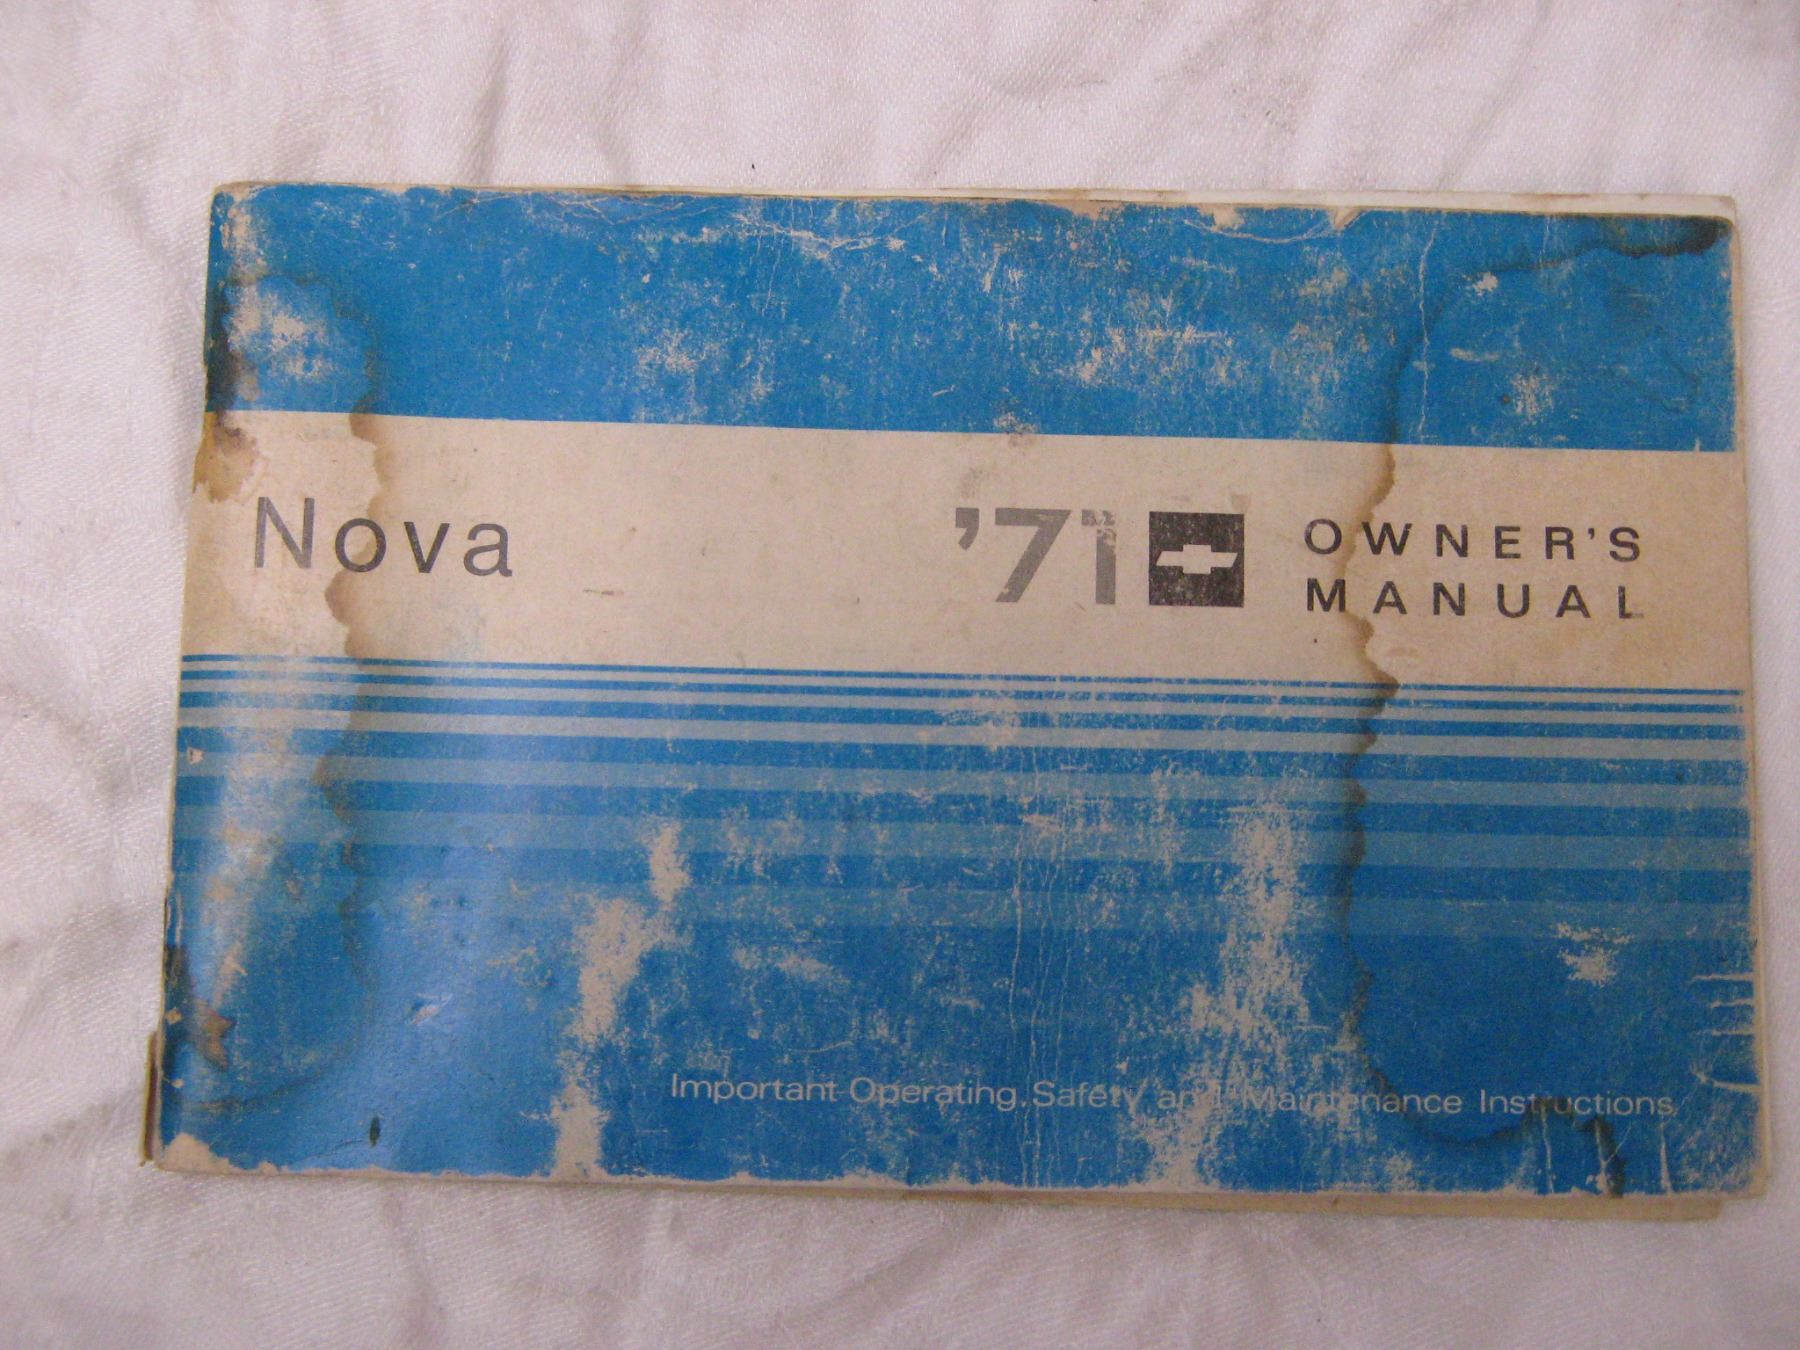 Nova
'71
OWNER'S
MANUAL
Important Operating, Safety and Maintenance Instructions